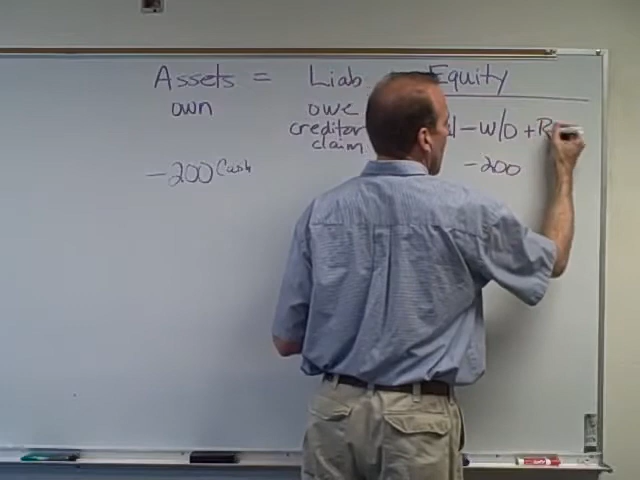 Assets = Liab Equity
own
owe
creditor
claim
- W/D + R
-200 Cash
-200